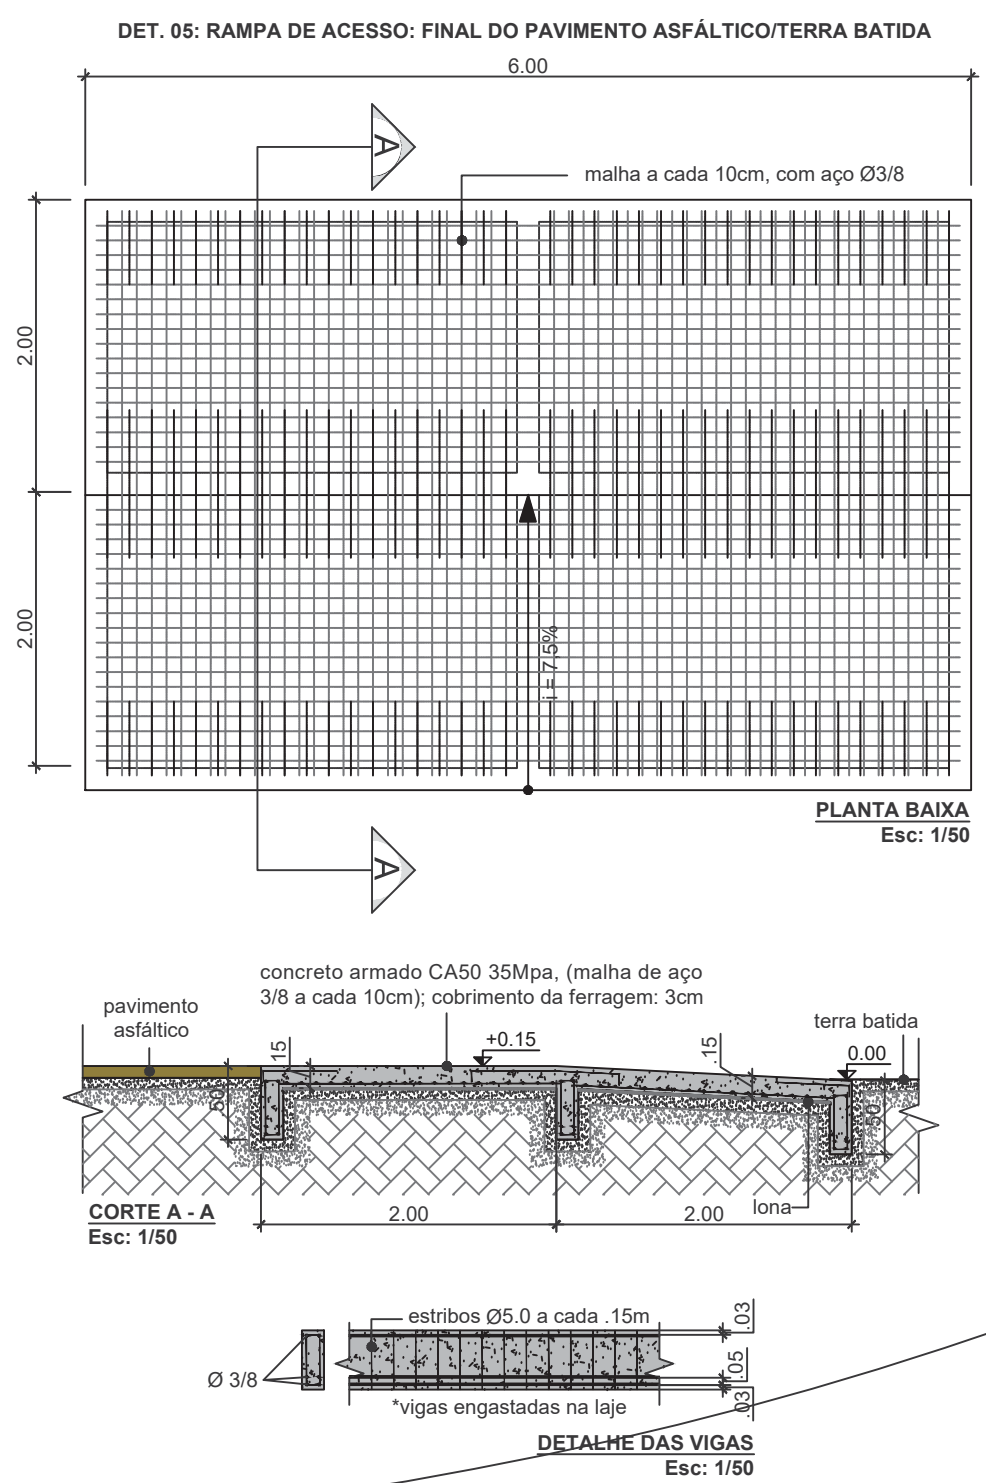 DET. 05: RAMPA DE ACESSO: FINAL DO PAVIMENTO ASFÁLTICO/TERRA BATIDA
6.00
A
malha a cada 10cm, com aço Ø3/8
2.00
2.00
i = 7,5%
PLANTA BAIXA
Esc: 1/50
A
concreto armado CA50 35Mpa, (malha de aço
3/8 a cada 10cm); cobrimento da ferragem: 3cm
pavimento
asfáltico
terra batida
.15
+0.15
.15
0.00
.50
.50
lona
CORTE A - A
Esc: 1/50
2.00
2.00
estribos Ø5.0 a cada .15m
.03
.05
.03
Ø 3/8
*vigas engastadas na laje
DETALHE DAS VIGAS
Esc: 1/50